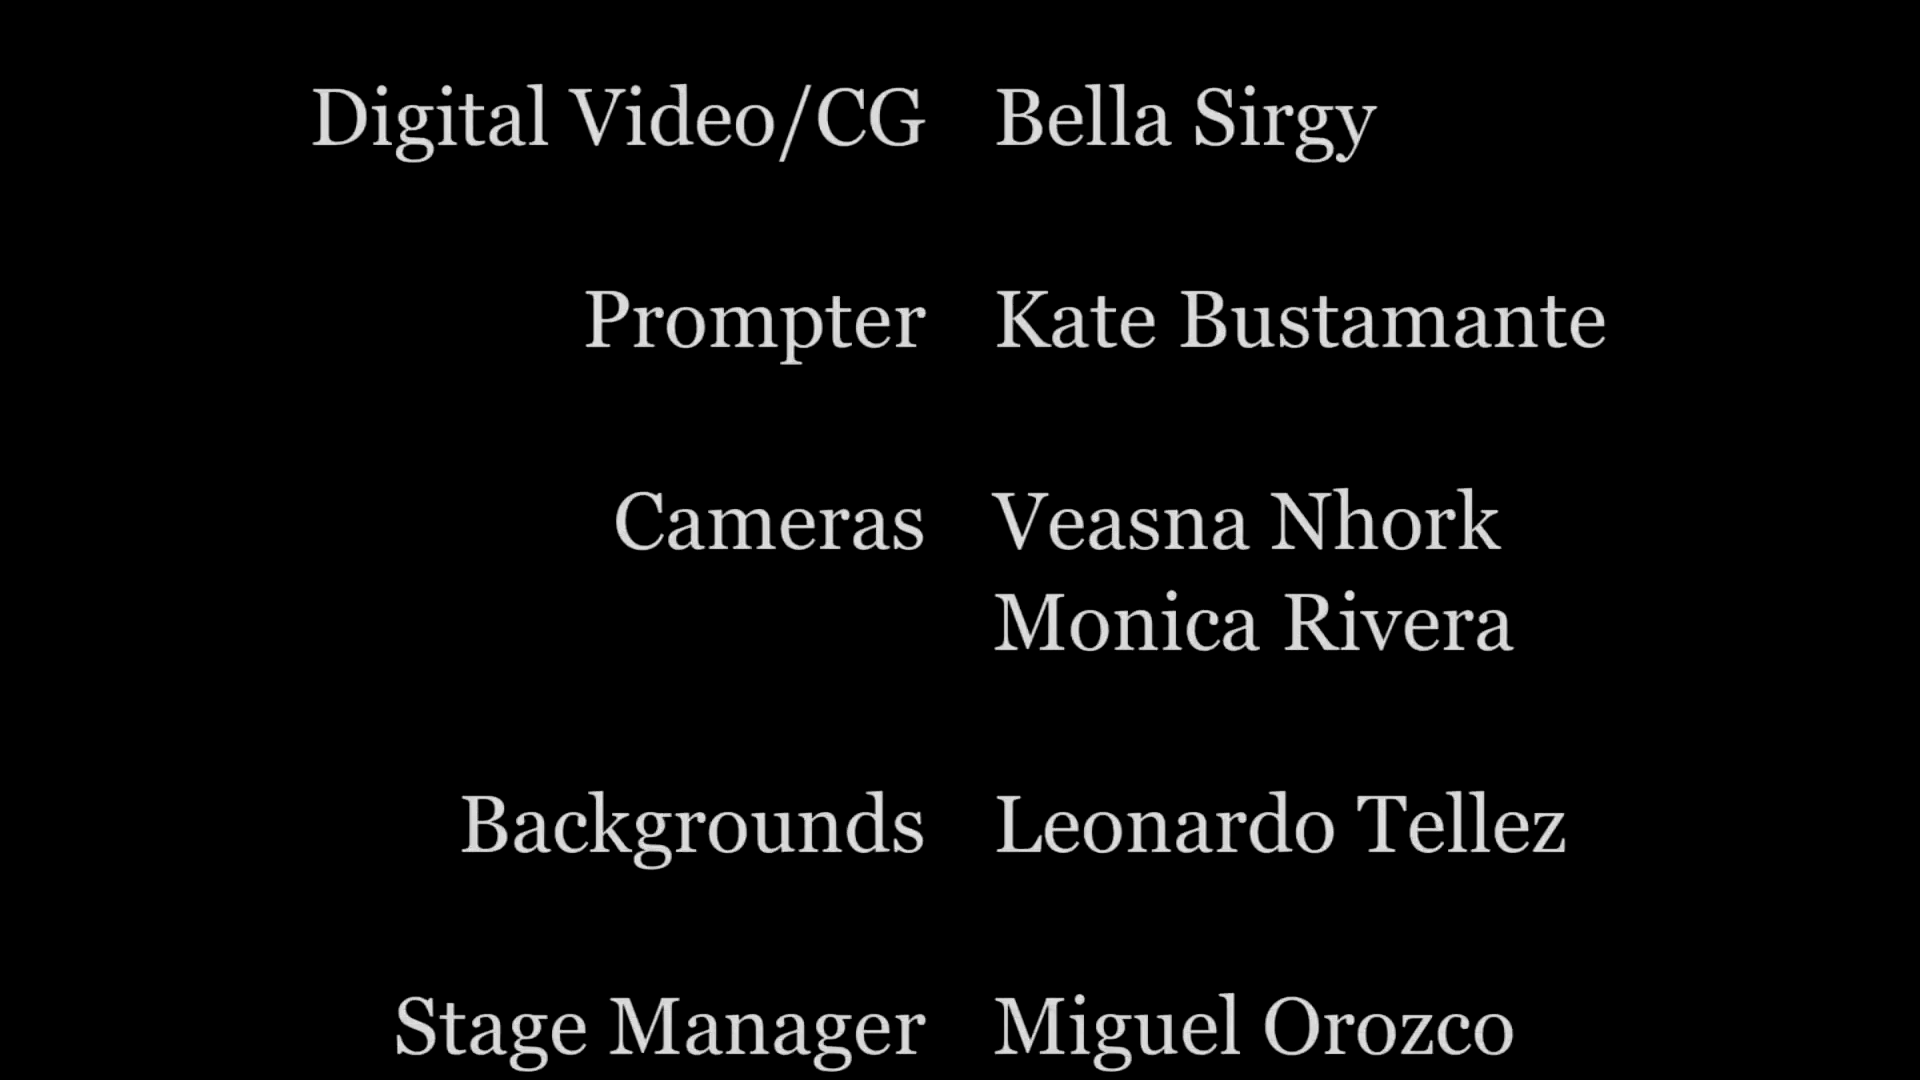 Digital Video/CG Bella Sirgy
Prompter Kate Bustamante
Cameras Veasna Nhork
Monica Rivera
Backgrounds Leonardo Tellez
Stage Manager Miguel Orozco